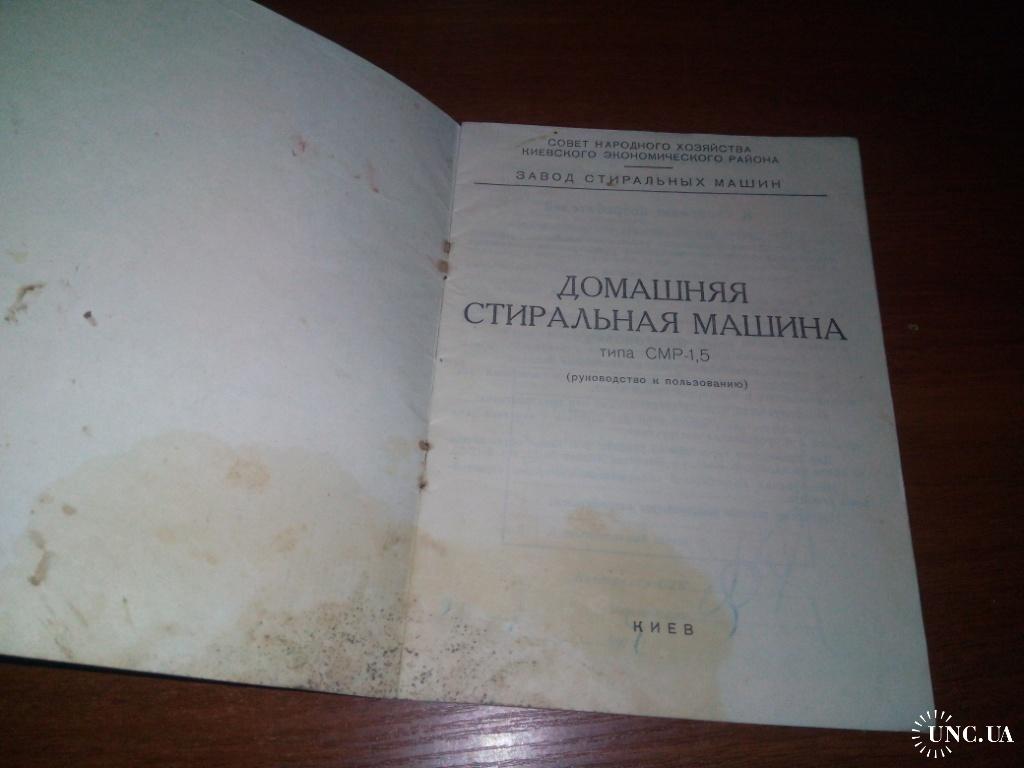 СОВЕТ НАРОДНОГО ХОЗЯЙСТВА
КИЕВСКОГО ЭКОНОМИЧЕСКОГО РАЙОНА
ЗАВОД СТИРАЛЬНЫХ МАШИН
ДОМАШНЯЯ
СТИРАЛЬНАЯ МАШИНА
типа СМР-1,5
(руководство к пользованию)
КИЕВ
UNC.UA